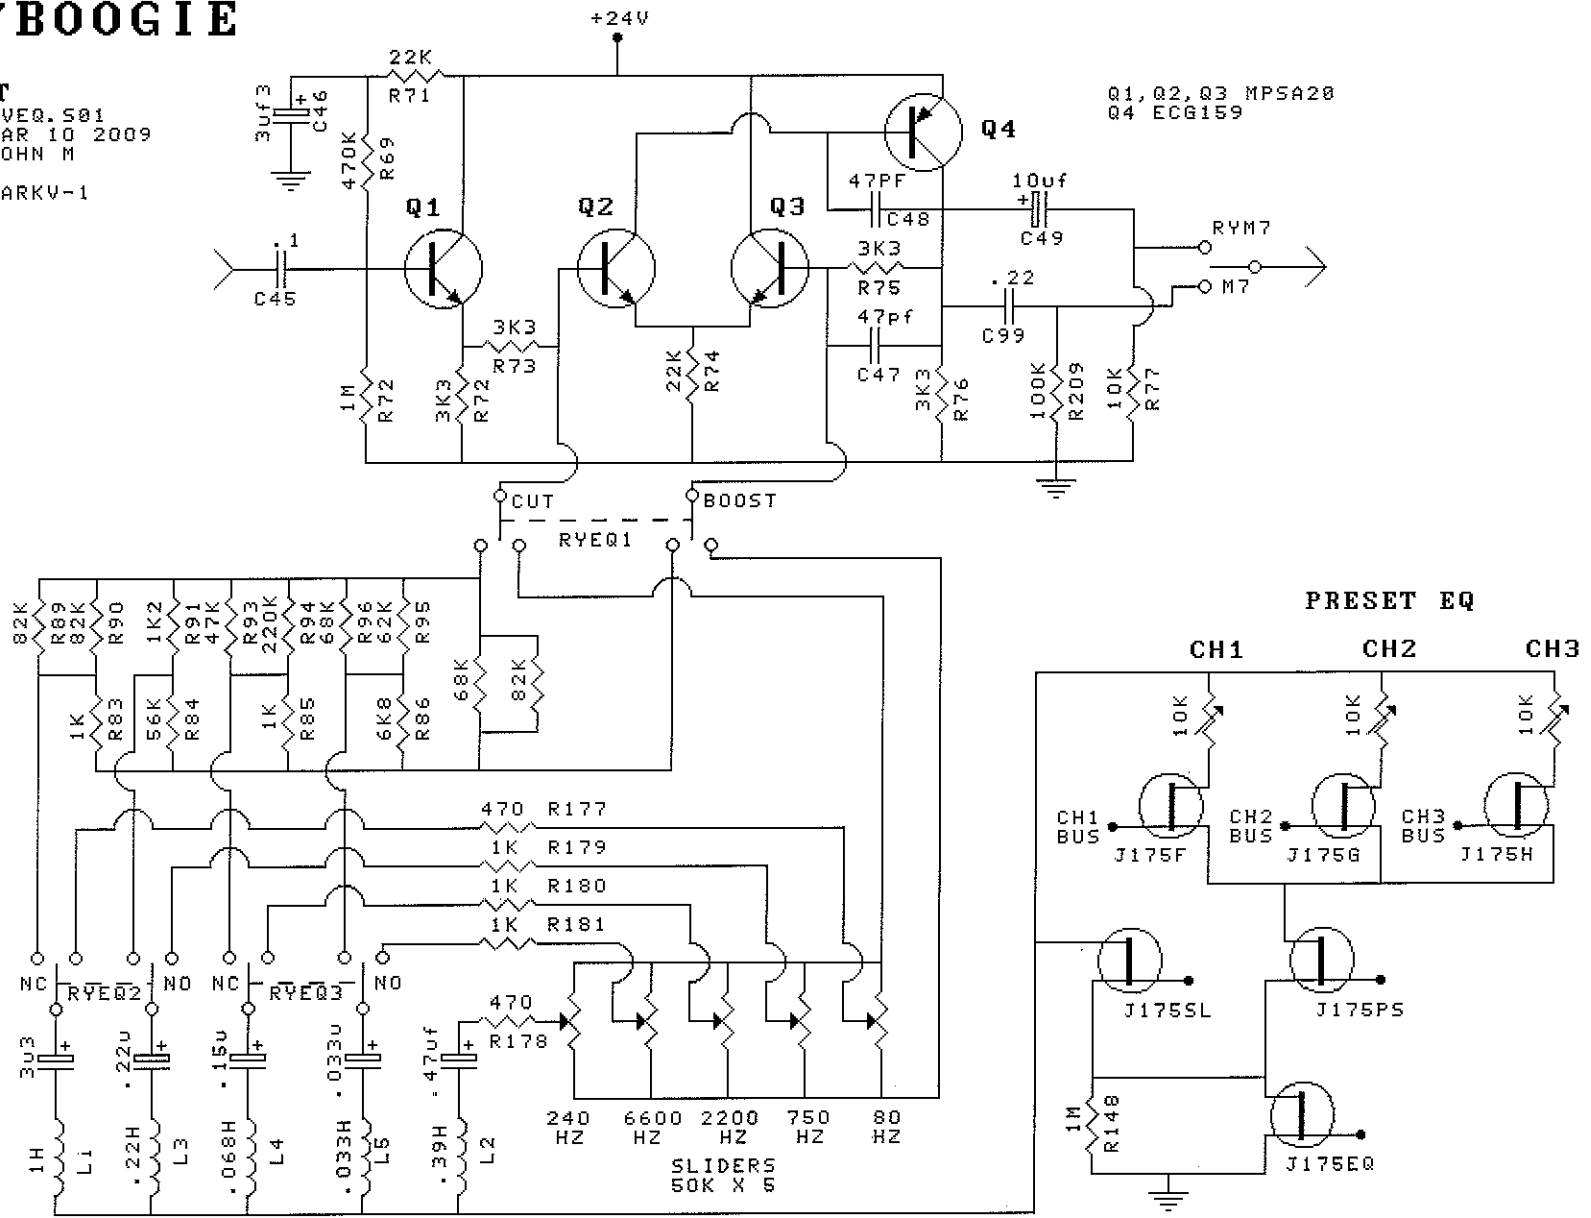 YBOOGIE
T
VEQ.S01
AR 10 2009
OHN M
ARKV-1
+24V
22K
R71
3uf3
C46
470K
R69
Q1,Q2,Q3 MPSA20
Q4 ECG159
Q4
Q1
Q2
Q3
47PF
C48
10uf
+
C49
RYM7
M7
.1
C45
3K3
R75
.22
C99
47pf
C47
3K3
R73
1M
R72
3K3
R72
22K
R74
3K3
R76
100K
R209
10K
R77
CUT
BOOST
RYEQ1
82K
R89
82K
R90
1K2
R91
47K
R93
220K
R94
68K
R96
62K
R95
1K
R83
56K
R84
1K
R85
6K8
R86
68K
82K
PRESET EQ
CH1
CH2
CH3
10K
10K
10K
CH1
BUS
J175F
CH2
BUS
J175G
CH3
BUS
J175H
470 R177
1K R179
1K R180
1K R181
NC
RYEQ2
NO
NC
RYEQ3
NO
470
R178
J175SL
J175PS
3u3
+
.22u
+
.15u
+
.033u
+
.47uf
+
1H
L1
.22H
L3
.068H
L4
.033H
L5
.39H
L2
240
HZ
6600
HZ
2200
HZ
750
HZ
80
HZ
SLIDERS
50K X 5
1M
R148
J175EQ